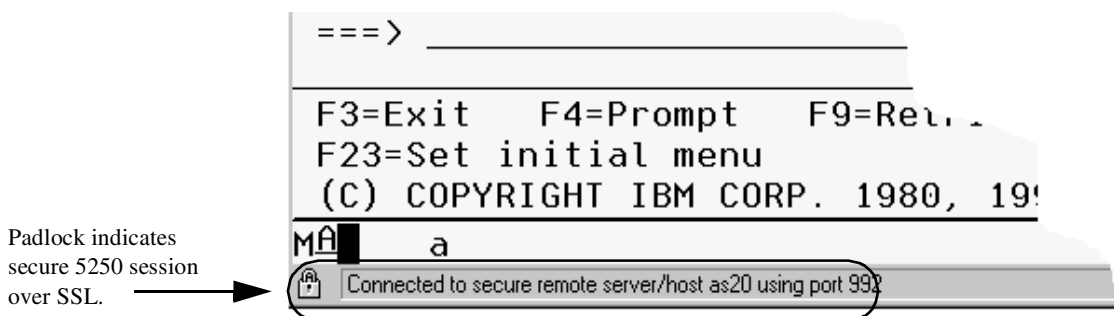 ===> 
F3=Exit F4=Prompt
F23=Set initial menu
(C) COPYRIGHT IBM CORP. 1980,
MA a
Padlock indicates
secure 5250 session
over SSL.
Connected to secure remote server/host as20 using port 992